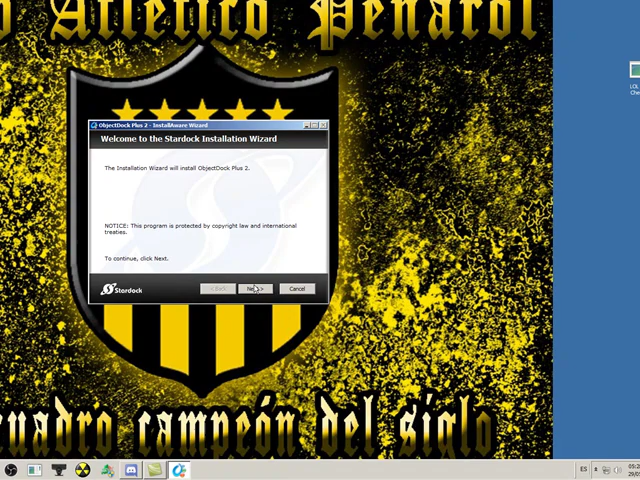 Atlético Peñarol
ObjectDock Plus 2 - InstallAware Wizard
Welcome to the Stardock Installation Wizard
The Installation Wizard will install ObjectDock Plus 2.
NOTICE: This program is protected by copyright law and international
treaties.
To continue, click Next.
Stardock
< Back
Next >
Cancel
cuadro campeón del siglo
LOL
ES